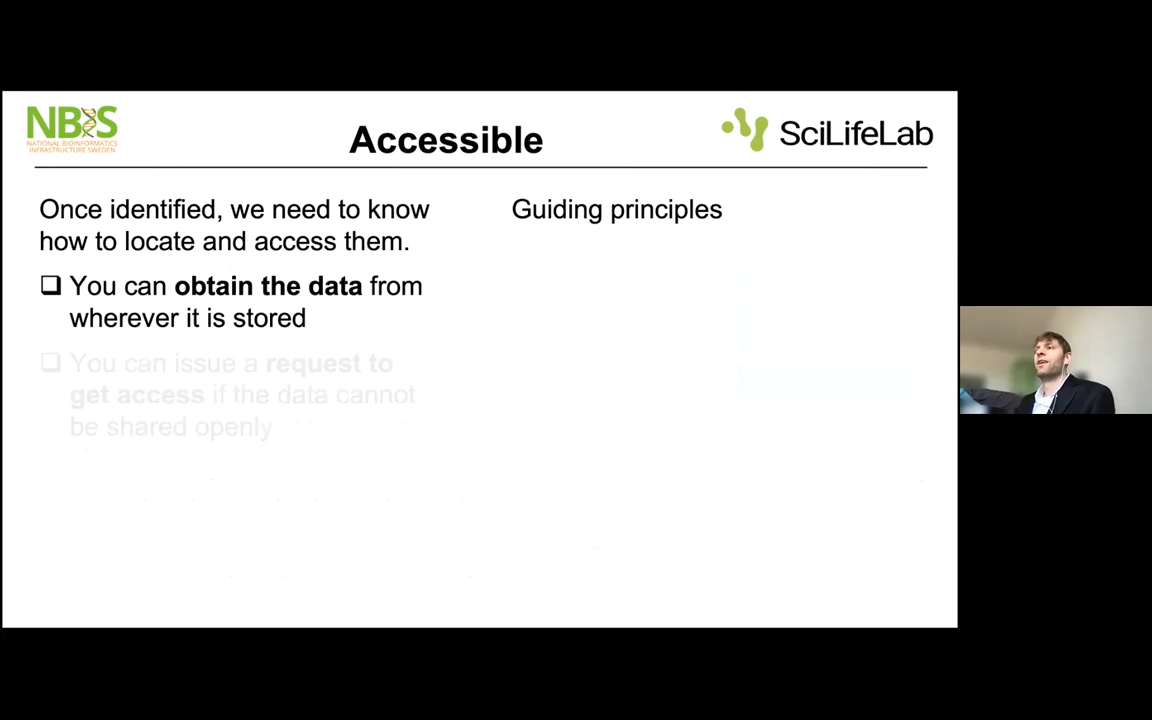 NBIS
NATIONAL BIOINFORMATICS
INFRASTRUCTURE SWEDEN
Accessible
SciLifeLab
Once identified, we need to know
how to locate and access them.
❑ You can obtain the data from
wherever it is stored
❑ You can issue a request to
get access if the data cannot
be shared openly
Guiding principles